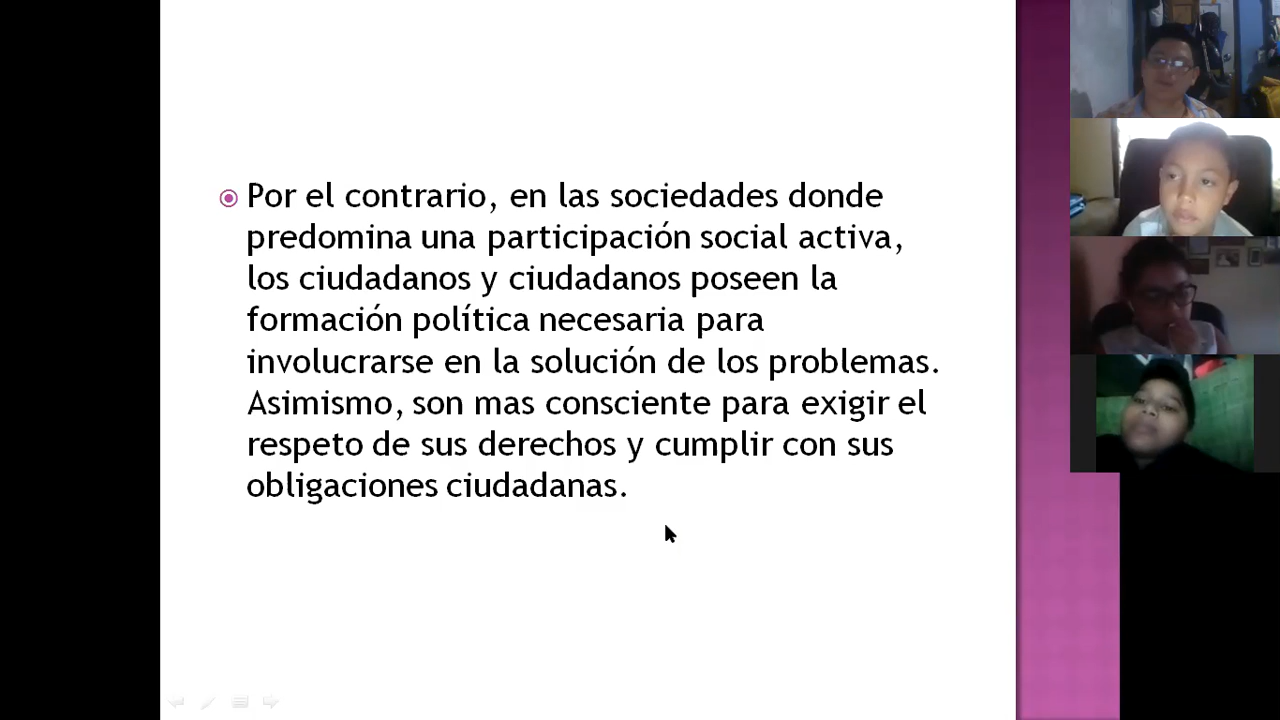 Por el contrario, en las sociedades donde
predomina una participación social activa,
los ciudadanos y ciudadanos poseen la
formación política necesaria para
involucrarse en la solución de los problemas.
Asimismo, son mas consciente para exigir el
respeto de sus derechos y cumplir con sus
obligaciones ciudadanas.